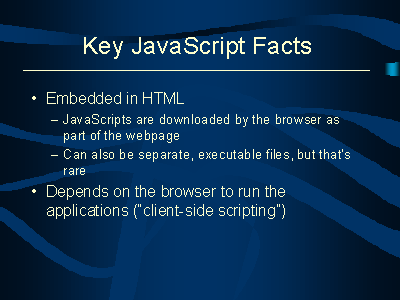 Key JavaScript Facts
• Embedded in HTML
– JavaScripts are downloaded by the browser as
part of the webpage
– Can also be separate, executable files, but that's
rare
• Depends on the browser to run the
applications ("client-side scripting")